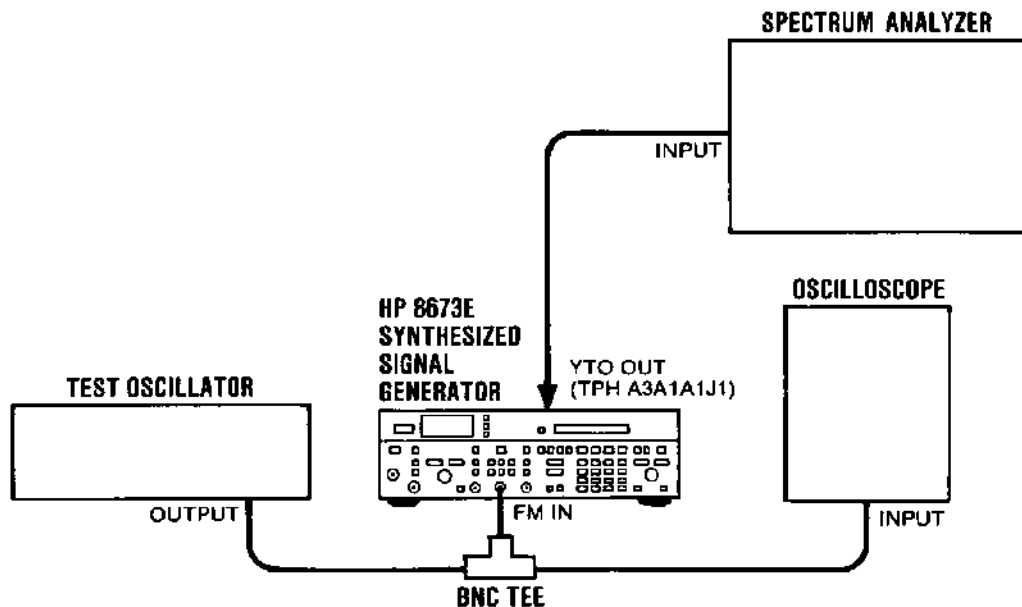 SPECTRUM ANALYZER
INPUT
OSCILLOSCOPE
HP 8673E
SYNTHESIZED
SIGNAL
GENERATOR
YTO OUT
(TPH A3A1A1J1)
TEST OSCILLATOR
OUTPUT
FM IN
INPUT
BNC TEE